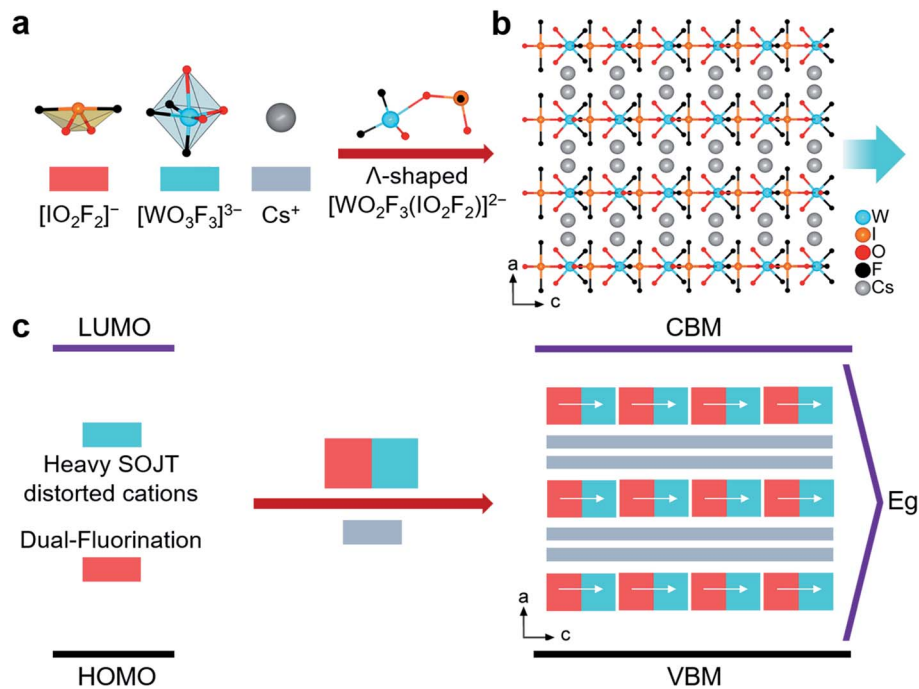 a
[IO₂F₂]⁻
[WO₃F₃]³⁻
Cs⁺
Λ-shaped
[WO₂F₃(IO₂F₂)]²⁻
b
W
I
O
F
Cs
a
c
c
LUMO
Heavy SOJT
distorted cations
Dual-Fluorination
HOMO
CBM
Eg
a
c
VBM